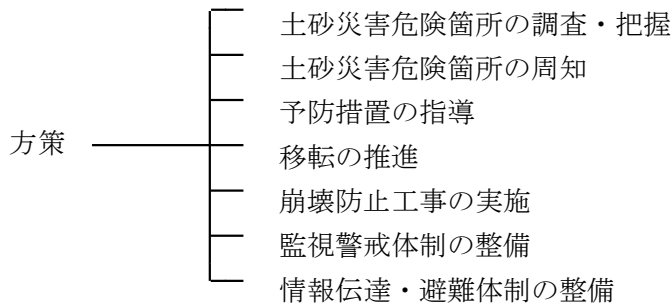 土砂災害危険箇所の調査・把握
土砂災害危険箇所の周知
予防措置の指導
方策
移転の推進
崩壊防止工事の実施
監視警戒体制の整備
情報伝達・避難体制の整備